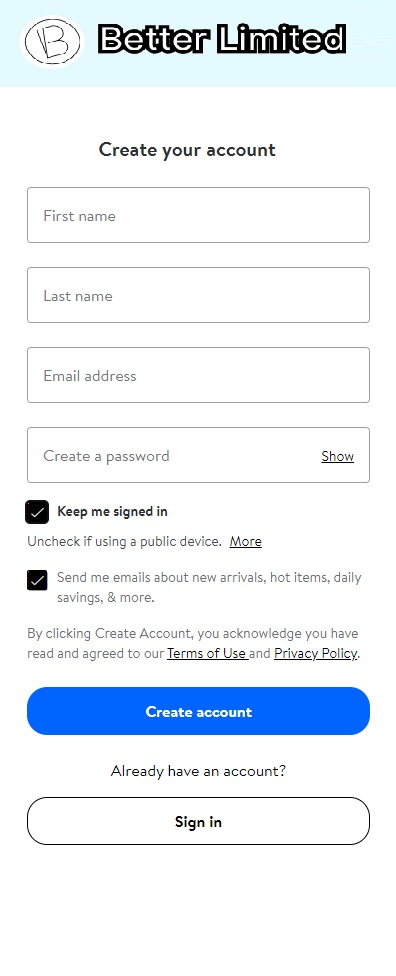 B
Better Limited
Create your account
First name
Last name
Email address
Create a password
Show
Keep me signed in
Uncheck if using a public device. More
Send me emails about new arrivals, hot items, daily
savings, & more.
By clicking Create Account, you acknowledge you have
read and agreed to our Terms of Use and Privacy Policy.
Create account
Already have an account?
Sign in